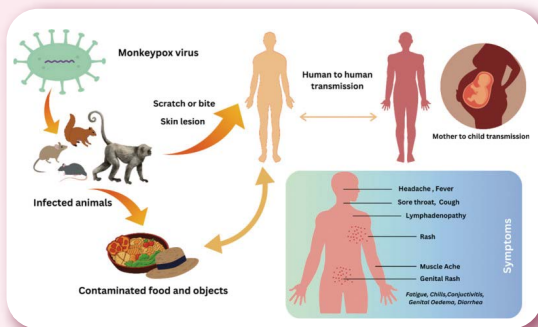 Monkeypox virus
Scratch or bite
Skin lesion
Infected animals
Contaminated food and objects
Human to human
transmission
Mother to child transmission
Headache , Fever
Sore throat, Cough
Lymphadenopathy
Rash
Muscle Ache
Genital Rash
Fatigue, Chills,Conjuctivitis,
Genital Oedema, Diarrhea
Symptoms